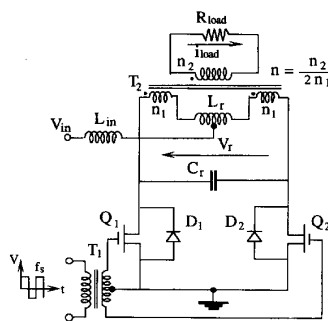 R_load
i_load
n_2
n = n_2 / 2 n_1
T_2
n_1 L_r n_1
L_in
V_in
V_r
C_r
Q_1 D_1 D_2 Q_2
T_1
V f_s
t